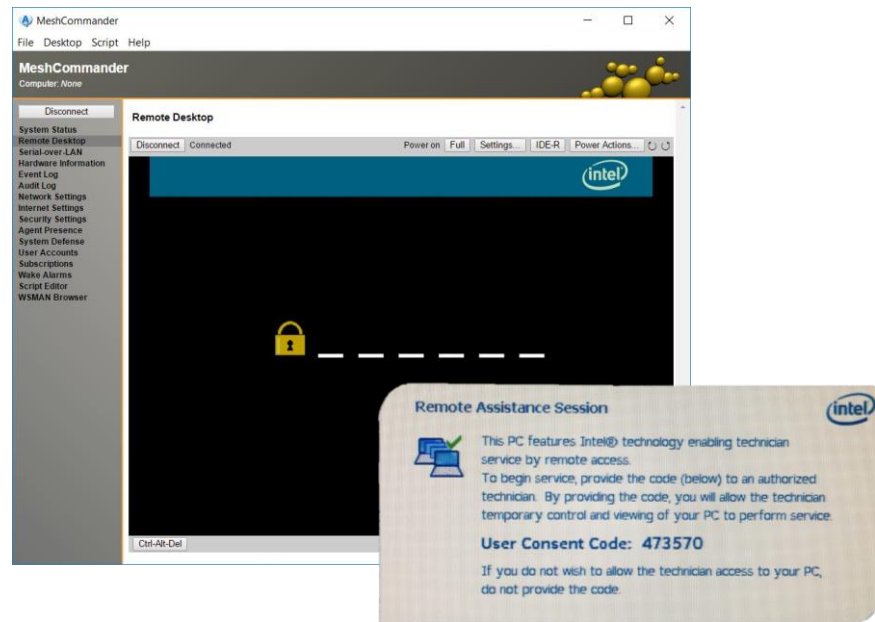 MeshCommander
File Desktop Script Help
MeshCommander
Computer: None
Disconnect
System Status
Remote Desktop
Serial-over-LAN
Hardware Information
Event Log
Audit Log
Network Settings
Internet Settings
Security Settings
Agent Presence
System Defense
User Accounts
Subscriptions
Wake Alarms
Script Editor
WSMAN Browser
Remote Desktop
Disconnect Connected Power on Full Settings... IDE-R Power Actions...
intel
Ctrl-Alt-Del
Remote Assistance Session
intel
This PC features Intel® technology enabling technician
service by remote access.
To begin service, provide the code (below) to an authorized
technician. By providing the code, you will allow the technician
temporary control and viewing of your PC to perform service.
User Consent Code: 473570
If you do not wish to allow the technician access to your PC,
do not provide the code.